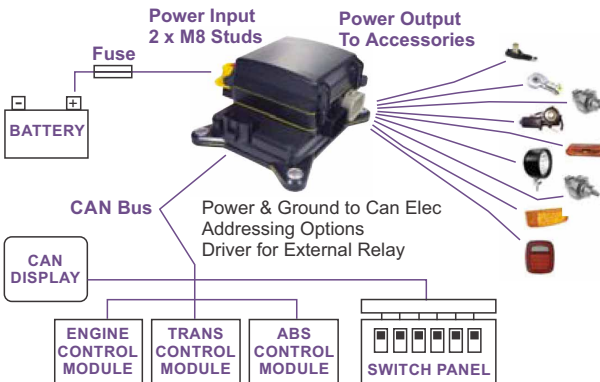 Power Input
2 x M8 Studs
Power Output
To Accessories
Fuse
- +
BATTERY
CAN Bus
Power & Ground to Can Elec
Addressing Options
Driver for External Relay
CAN
DISPLAY
ENGINE
CONTROL
MODULE
TRANS
CONTROL
MODULE
ABS
CONTROL
MODULE
SWITCH PANEL